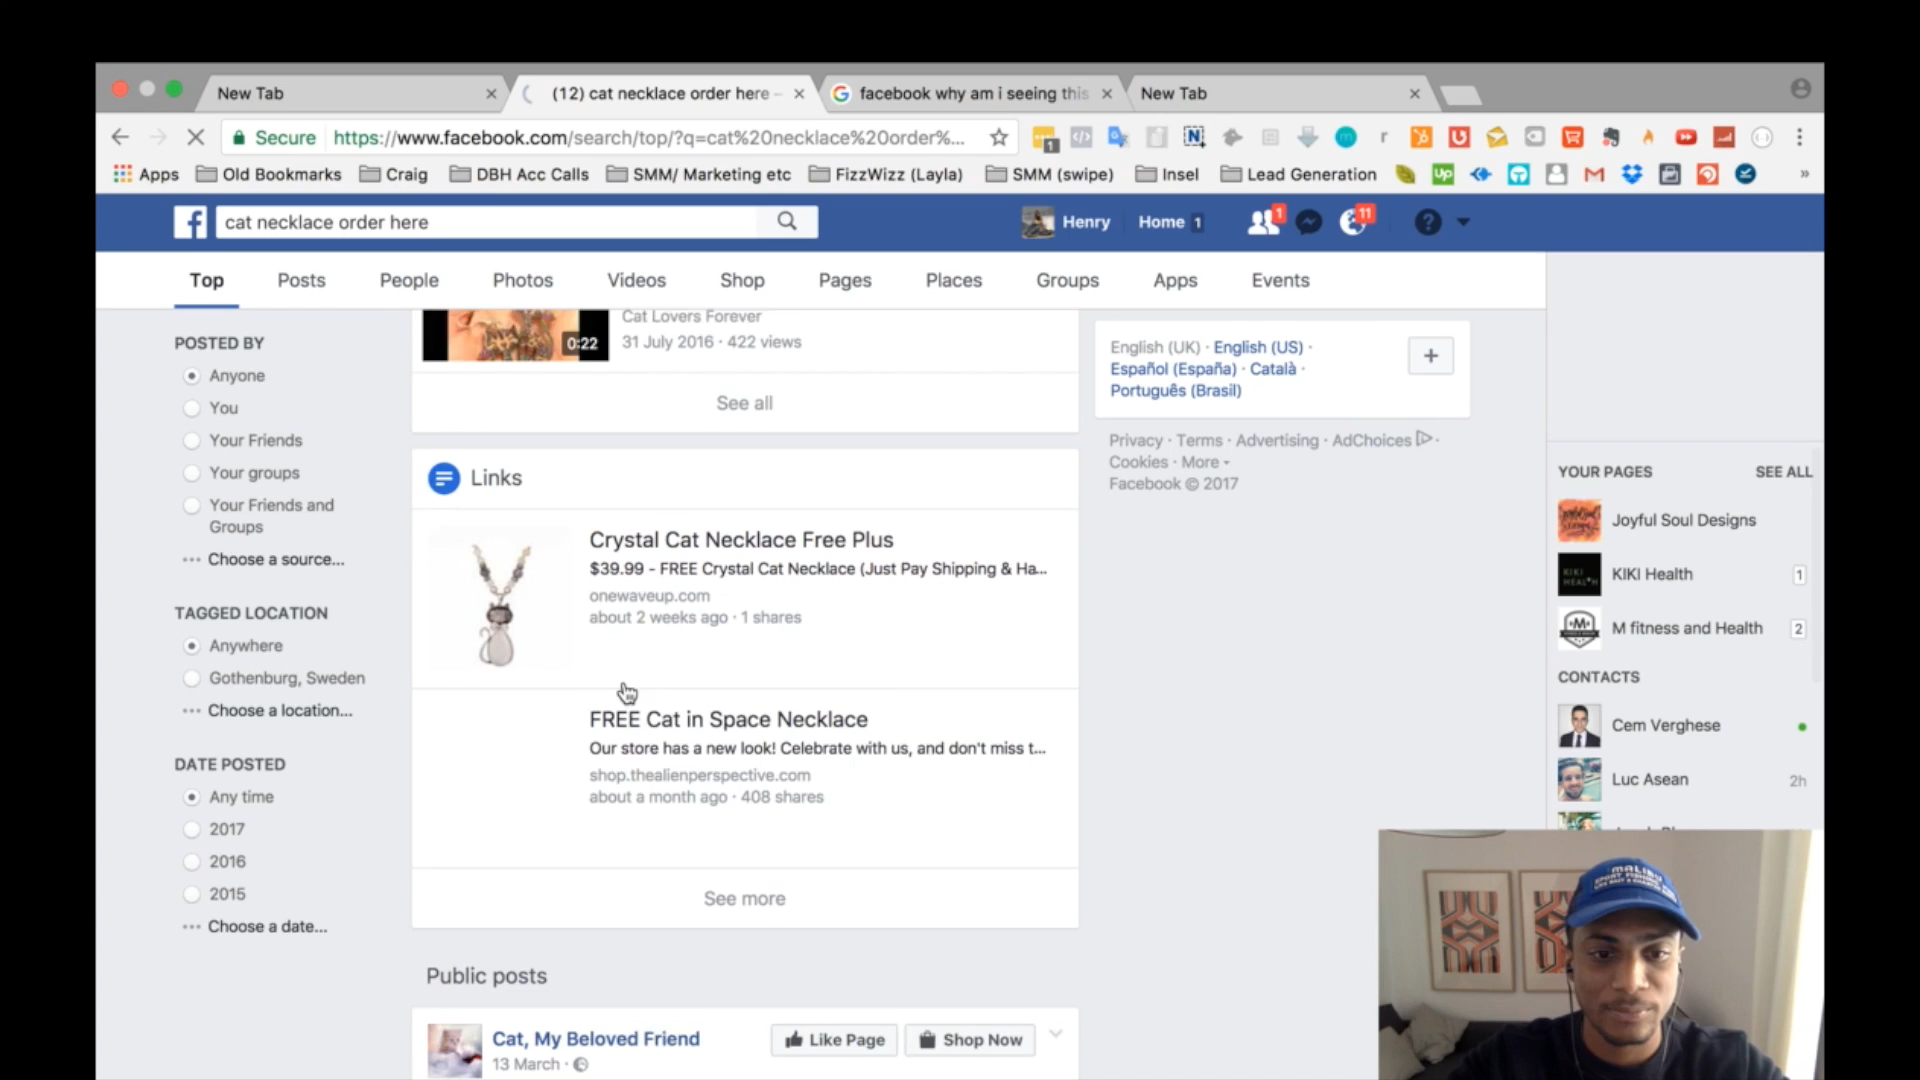 New Tab
(12) cat necklace order here -
facebook why am i seeing this
New Tab
Secure https://www.facebook.com/search/top/?q=cat%20necklace%20order%...
Apps
Old Bookmarks
Craig
DBH Acc Calls
SMM/ Marketing etc
FizzWizz (Layla)
SMM (swipe)
Insel
Lead Generation
cat necklace order here
Henry
Home 1
1
11
Top
Posts
People
Photos
Videos
Shop
Pages
Places
Groups
Apps
Events
POSTED BY
Anyone
You
Your Friends
Your groups
Your Friends and
Groups
Choose a source...
TAGGED LOCATION
Anywhere
Gothenburg, Sweden
Choose a location...
DATE POSTED
Any time
2017
2016
2015
Choose a date...
0:22
Cat Lovers Forever
31 July 2016 · 422 views
See all
Links
Crystal Cat Necklace Free Plus
$39.99 - FREE Crystal Cat Necklace (Just Pay Shipping & Ha...
onewaveup.com
about 2 weeks ago · 1 shares
FREE Cat in Space Necklace
Our store has a new look! Celebrate with us, and don't miss t...
shop.thealienperspective.com
about a month ago · 408 shares
See more
Public posts
Cat, My Beloved Friend
13 March ·
Like Page
Shop Now
English (UK) · English (US) ·
Español (España) · Català ·
Português (Brasil)
Privacy · Terms · Advertising · AdChoices ·
Cookies · More
Facebook © 2017
YOUR PAGES
SEE ALL
Joyful Soul Designs
KIKI Health
1
M fitness and Health
2
CONTACTS
Cem Verghese
Luc Asean
2h
MALIBU
SPORT FISHING